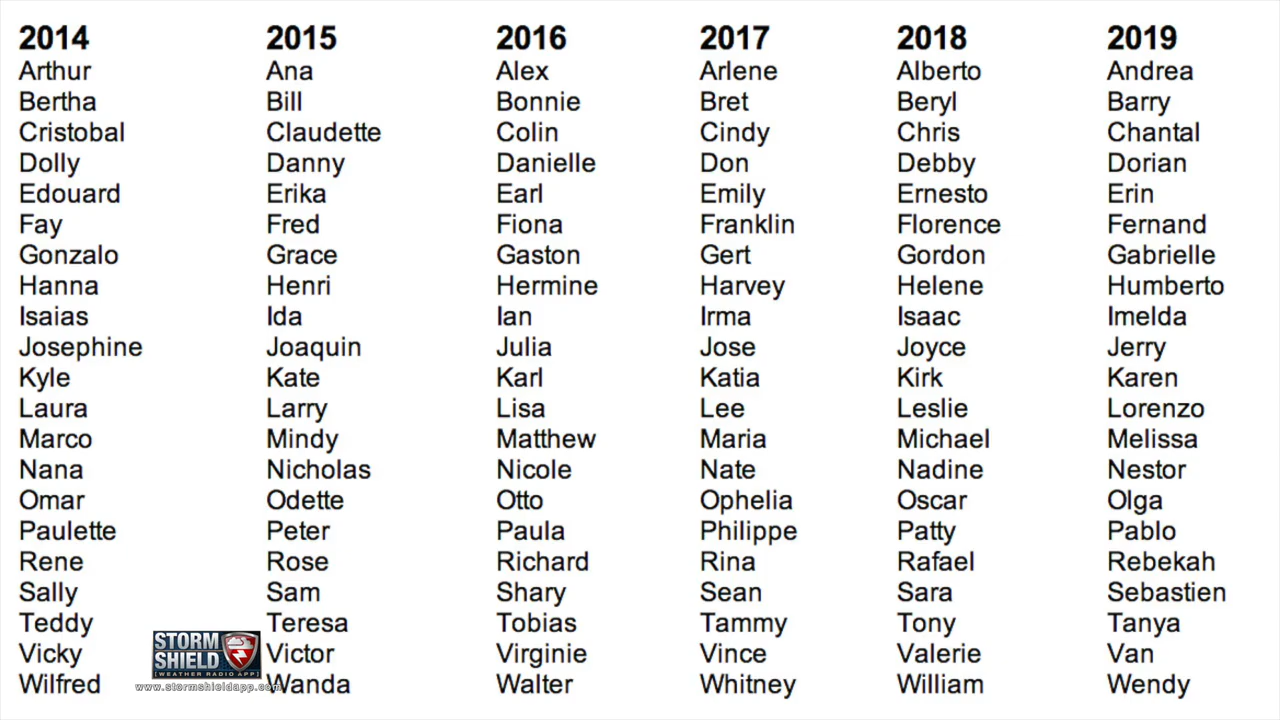 2014 2015 2016 2017 2018 2019
Arthur Ana Alex Arlene Alberto Andrea
Bertha Bill Bonnie Bret Beryl Barry
Cristobal Claudette Colin Cindy Chris Chantal
Dolly Danny Danielle Don Debby Dorian
Edouard Erika Earl Emily Ernesto Erin
Fay Fred Fiona Franklin Florence Fernand
Gonzalo Grace Gaston Gert Gordon Gabrielle
Hanna Henri Hermine Harvey Helene Humberto
Isaias Ida Ian Irma Isaac Imelda
Josephine Joaquin Julia Jose Joyce Jerry
Kyle Kate Karl Katia Kirk Karen
Laura Larry Lisa Lee Leslie Lorenzo
Marco Mindy Matthew Maria Michael Melissa
Nana Nicholas Nicole Nate Nadine Nestor
Omar Odette Otto Ophelia Oscar Olga
Paulette Peter Paula Philippe Patty Pablo
Rene Rose Richard Rina Rafael Rebekah
Sally Sam Shary Sean Sara Sebastien
Teddy Teresa Tobias Tammy Tony Tanya
Vicky Victor Virginie Vince Valerie Van
Wilfred Wanda Walter Whitney William Wendy
STORM
SHIELD
[WEATHER RADIO APP]
www.stormshieldapp.com